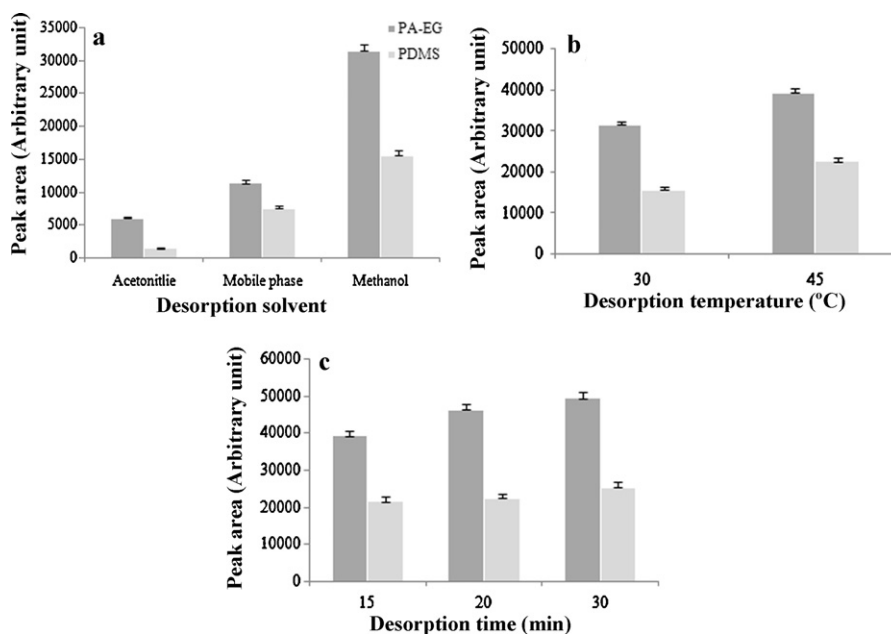 a
PA-EG
PDMS
Peak area (Arbitrary unit)
35000
30000
25000
20000
15000
10000
5000
0
Acetonitlie Mobile phase Methanol
Desorption solvent
b
Peak area (Arbitrary unit)
50000
40000
30000
20000
10000
0
30 45
Desorption temperature (°C)
c
Peak area (Arbitrary unit)
60000
50000
40000
30000
20000
10000
0
15 20 30
Desorption time (min)